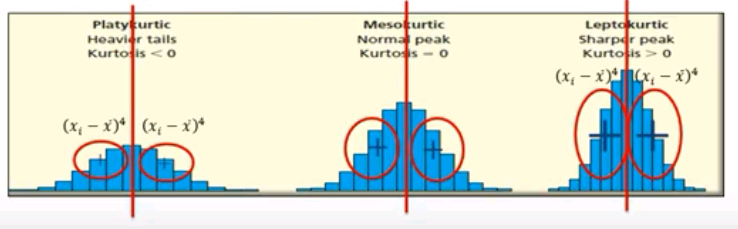 Platykurtic
Heavier tails
Kurtosis < 0
(xᵢ − x̄)⁴ (xᵢ − x̄)⁴
Mesokurtic
Normal peak
Kurtosis = 0
Leptokurtic
Sharper peak
Kurtosis > 0
(xᵢ − x̄)⁴ (xᵢ − x̄)⁴